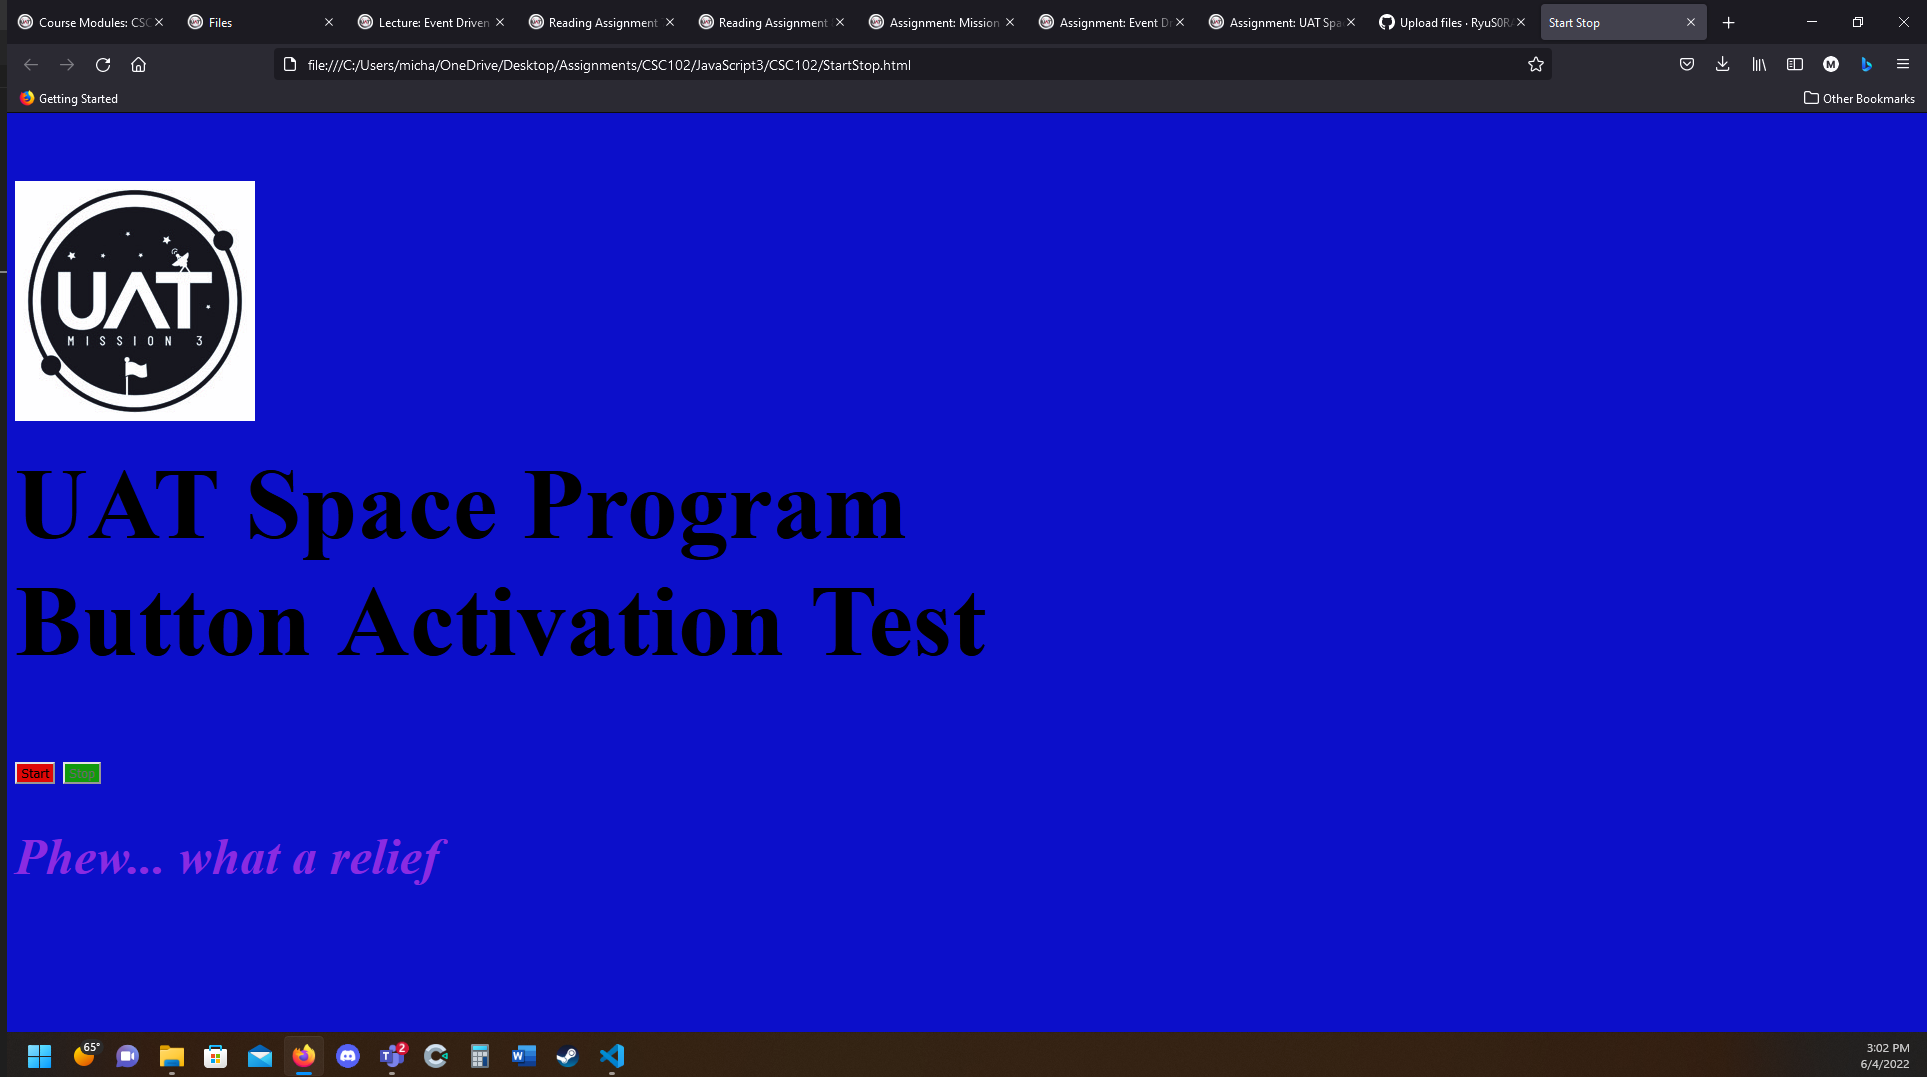 Course Modules: CSC
Files
Lecture: Event Driven
Reading Assignment
Reading Assignment
Assignment: Mission
Assignment: Event Dr
Assignment: UAT Spa
Upload files · RyuS0RA
Start Stop
file:///C:/Users/micha/OneDrive/Desktop/Assignments/CSC102/JavaScript3/CSC102/StartStop.html
M
Getting Started
Other Bookmarks
UAT
MISSION 3
UAT Space Program
Button Activation Test
Start Stop
Phew... what a relief
65°
2
3:02 PM
6/4/2022